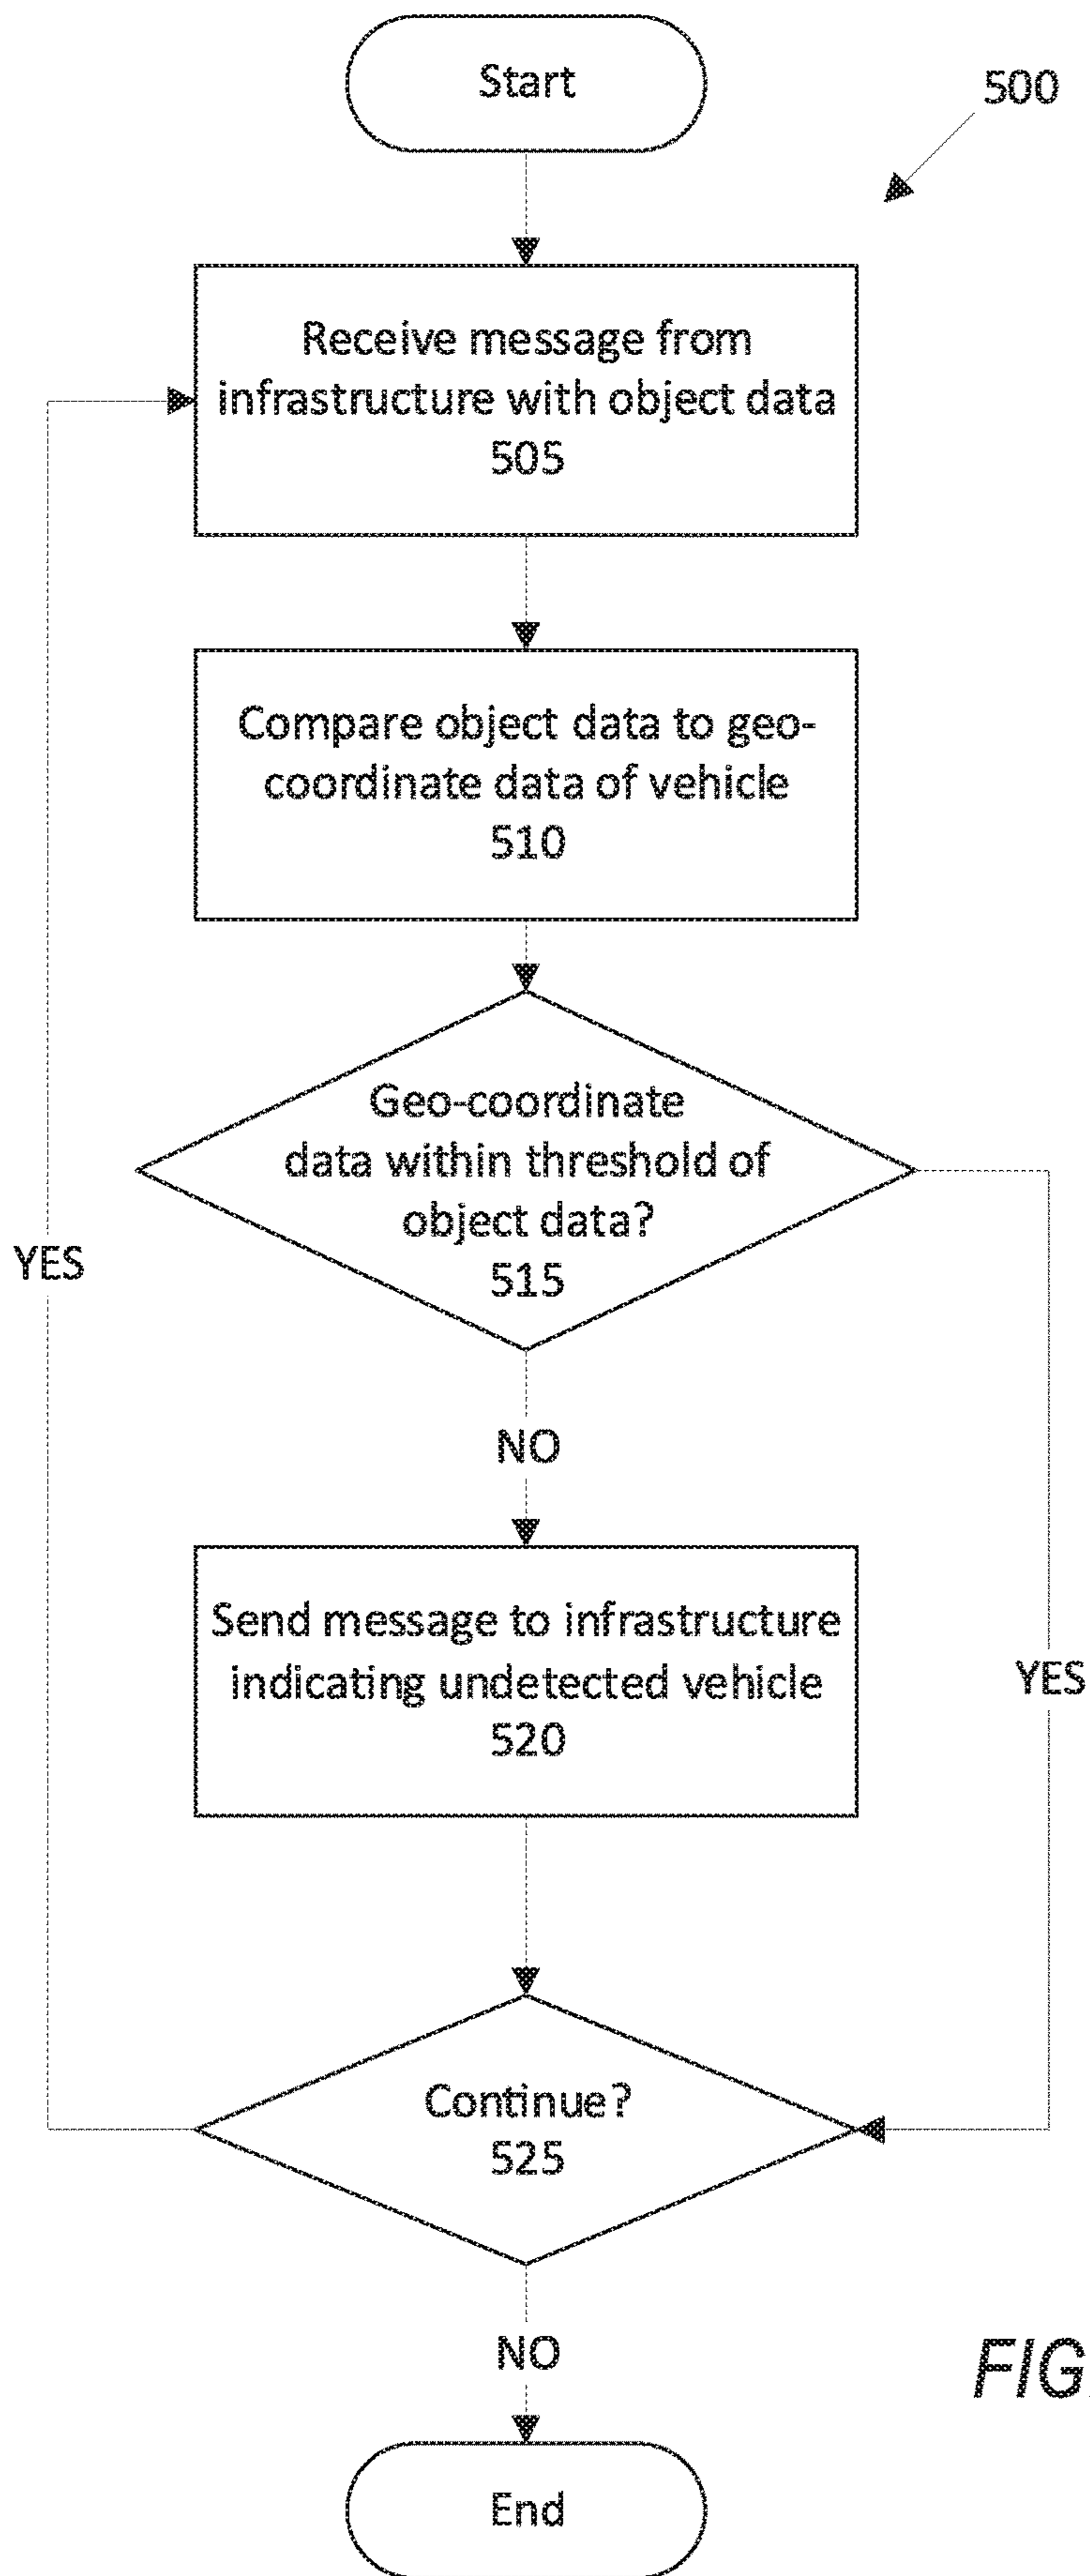 Start
500
Receive message from
infrastructure with object data
505
Compare object data to geo-
coordinate data of vehicle
510
Geo-coordinate
data within threshold of
object data?
515
YES
NO
Send message to infrastructure
indicating undetected vehicle
520
YES
Continue?
525
NO
FIG.
End